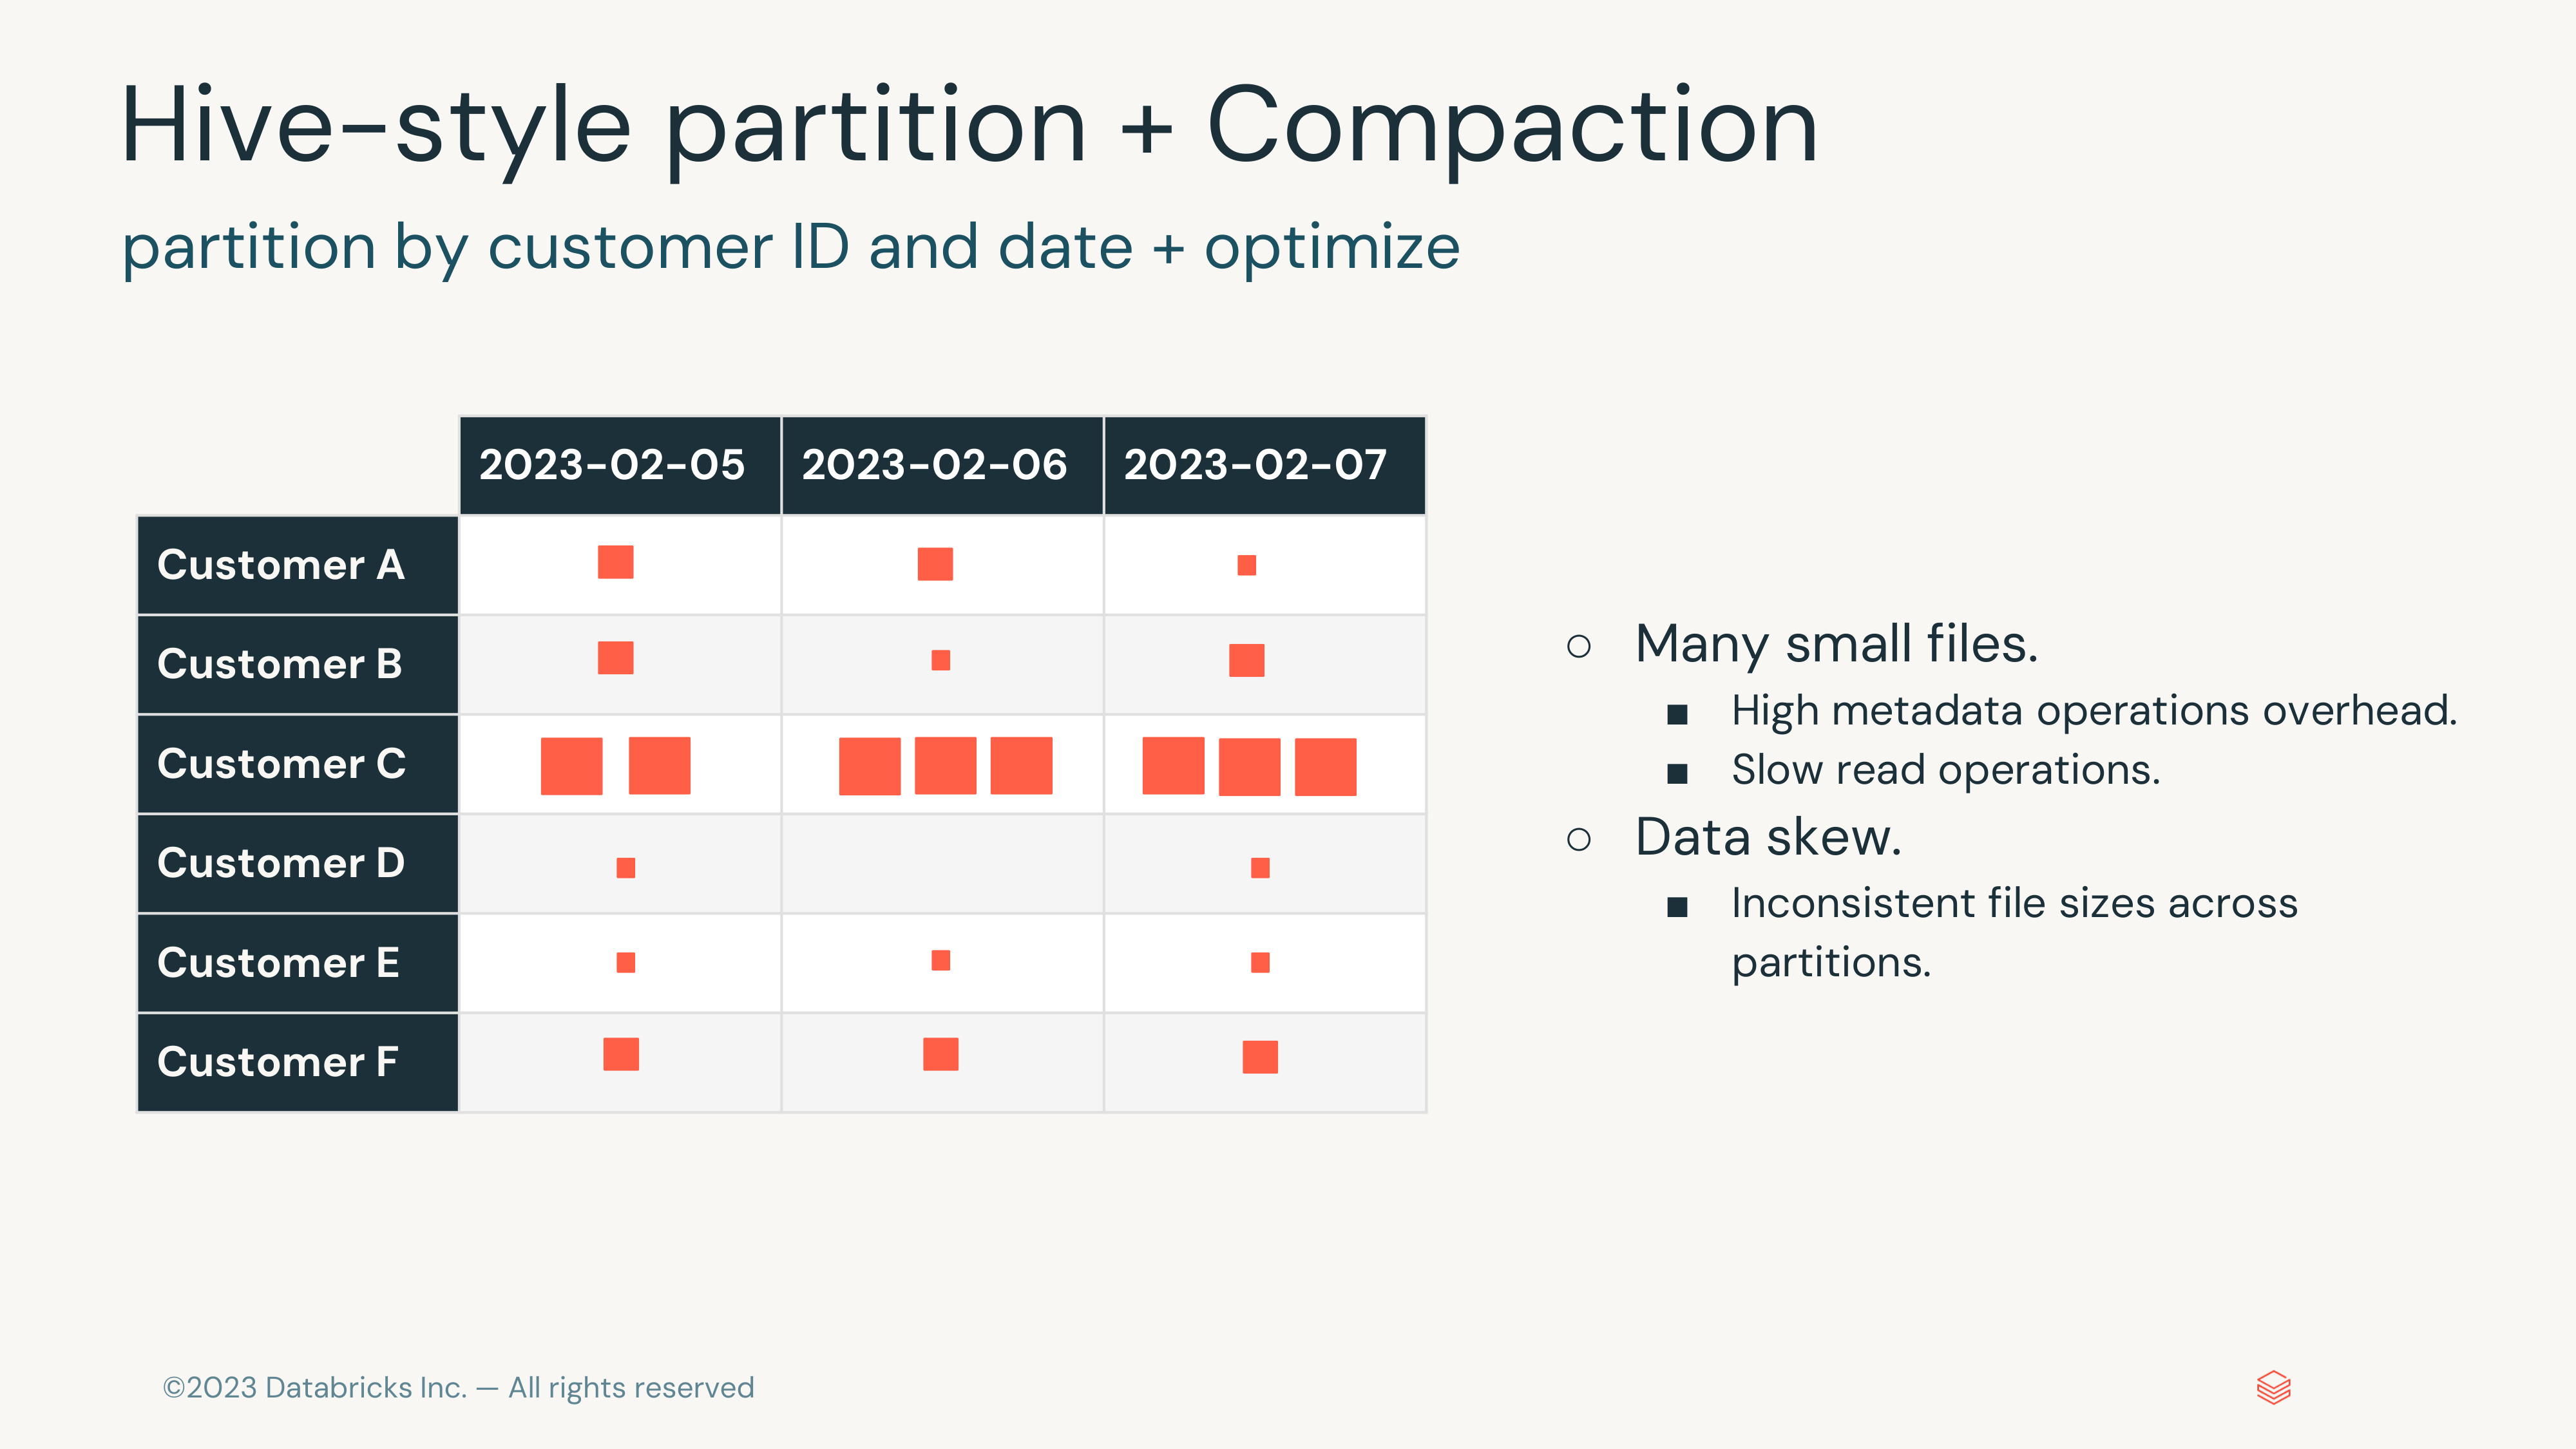 Hive-style partition + Compaction
partition by customer ID and date + optimize
2023-02-05 2023-02-06 2023-02-07
Customer A
Customer B
Customer C
Customer D
Customer E
Customer F
○ Many small files.
■ High metadata operations overhead.
■ Slow read operations.
○ Data skew.
■ Inconsistent file sizes across
partitions.
©2023 Databricks Inc. — All rights reserved